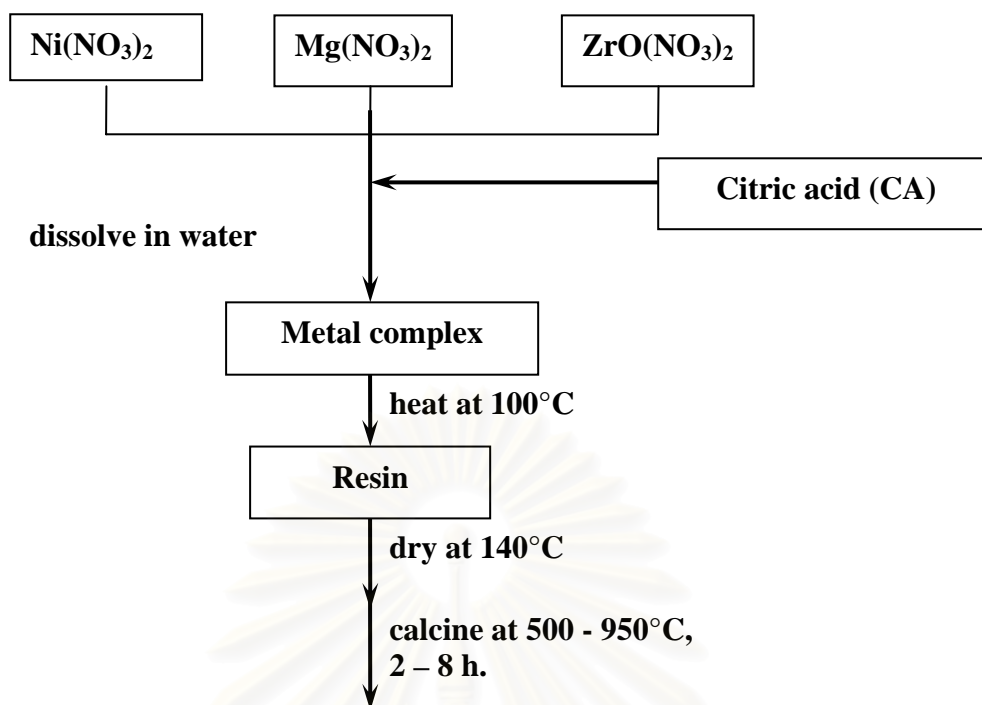 Ni(NO₃)₂
Mg(NO₃)₂
ZrO(NO₃)₂
Citric acid (CA)
dissolve in water
Metal complex
heat at 100°C
Resin
dry at 140°C
calcine at 500 - 950°C,
2 – 8 h.